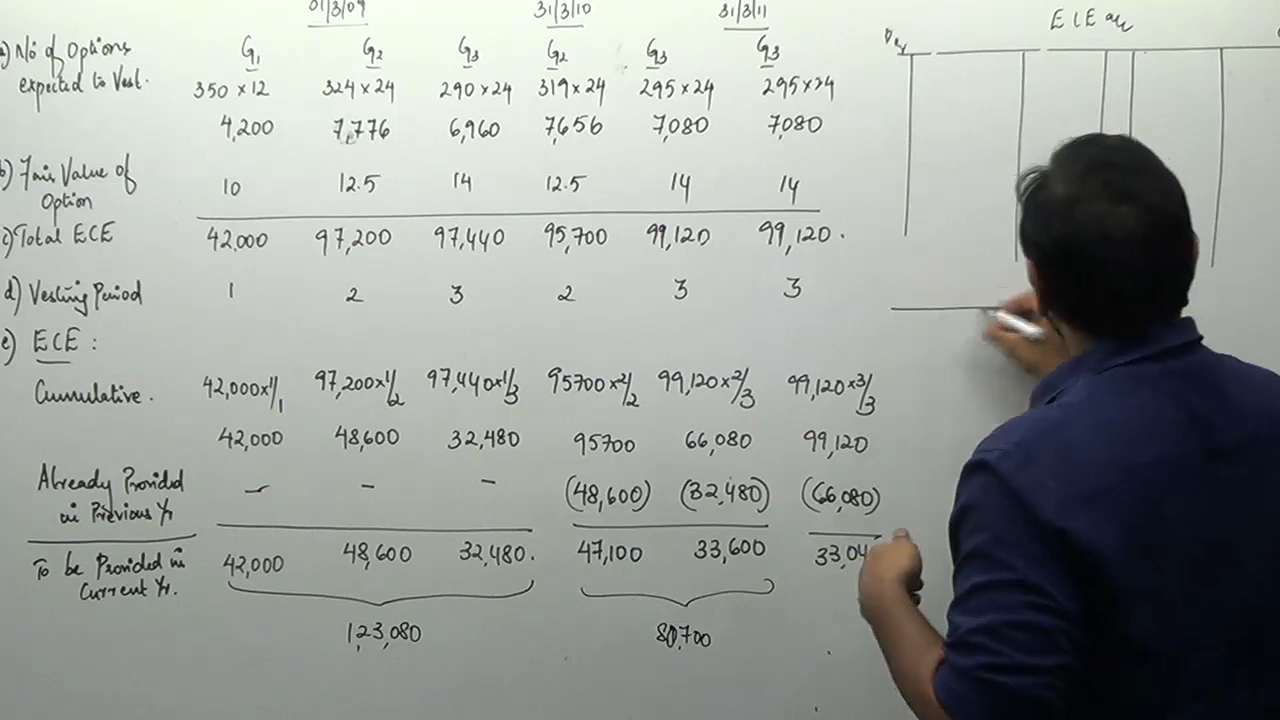 31/3/10 31/3/11
No of Options G1 G2 G3 G2 G3 G3
expected to Vest. 350 × 12 324 × 24 290 × 24 319 × 24 295 × 24 295 × 24
4,200 7,776 6,960 7,656 7,080 7,080
b) Fair Value of 10 12.5 14 12.5 14 14
Option
c) Total ECE 42,000 97,200 97,440 95,700 99,120 99,120.
d) Vesting Period 1 2 3 2 3 3
e) ECE :
Cumulative. 42,000×1/1 97,200×1/2 97,440×1/3 95700×2/2 99,120×2/3 99,120×3/3
42,000 48,600 32,480 95700 66,080 99,120
Already Provided - - - (48,600) (32,480) (66,080)
in Previous Yr
To be Provided in 42,000 48,600 32,480. 47,100 33,600
Current Yr.
1,23,080 80,700
ECE